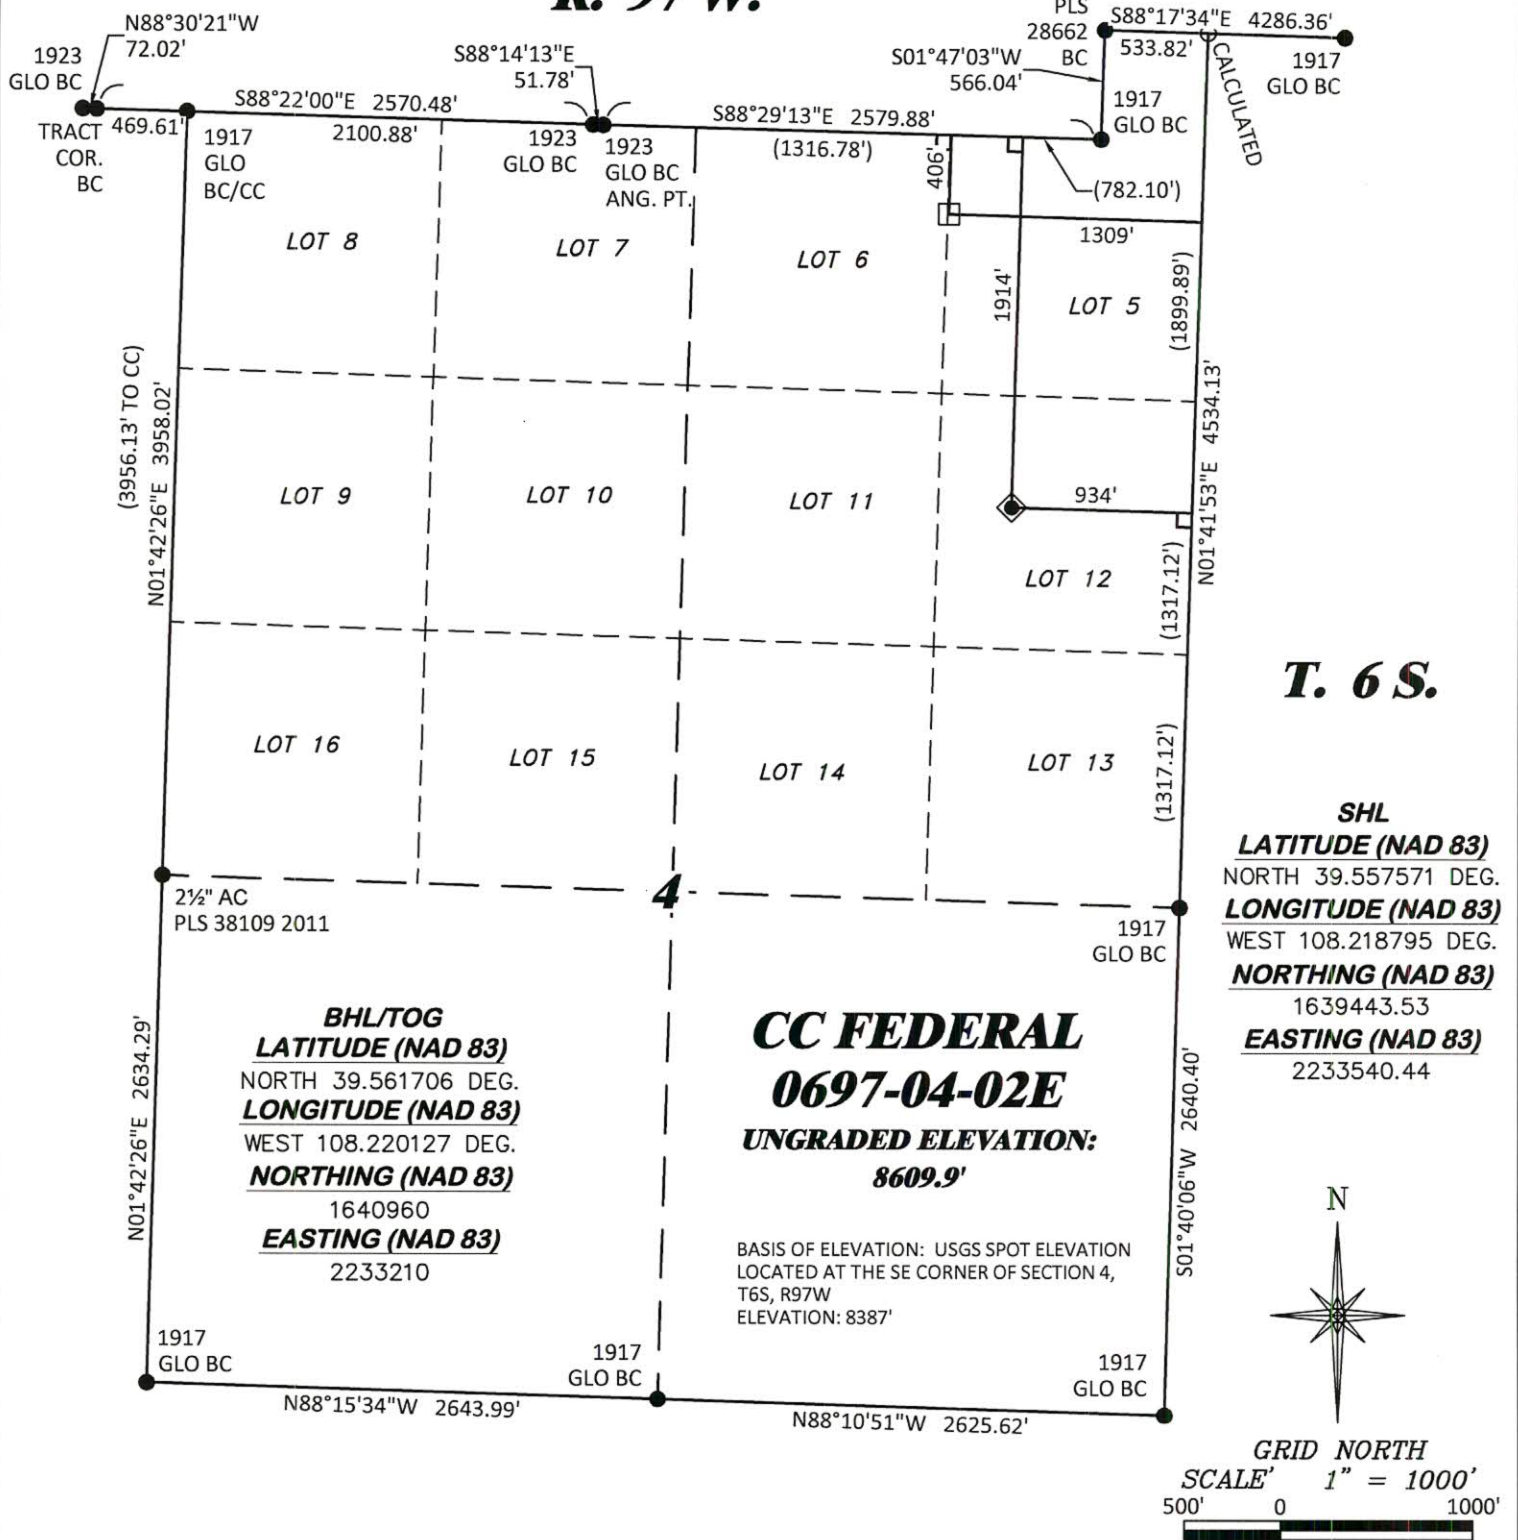 R. 97 W.
N88°30'21"W
72.02'
1923
GLO BC
TRACT
COR.
BC
469.61'
S88°22'00"E 2570.48'
2100.88'
1917
GLO
BC/CC
S88°14'13"E
51.78'
1923
GLO BC
1923
GLO BC
ANG. PT.
S88°29'13"E 2579.88'
(1316.78')
S01°47'03"W
566.04'
PLS
28662
BC
S88°17'34"E 4286.36'
533.82'
1917
GLO BC
CALCULATED
1917
GLO BC
406'
(782.10')
1309'
LOT 8
LOT 7
LOT 6
LOT 5
1914'
(1899.89')
(3956.13' TO CC)
N01°42'26"E 3958.02'
N01°41'53"E 4534.13'
LOT 9
LOT 10
LOT 11
934'
LOT 12
(1317.12')
T. 6 S.
LOT 16
LOT 15
LOT 14
LOT 13
(1317.12')
2½" AC
PLS 38109 2011
4
1917
GLO BC
SHL
LATITUDE (NAD 83)
NORTH 39.557571 DEG.
LONGITUDE (NAD 83)
WEST 108.218795 DEG.
NORTHING (NAD 83)
1639443.53
EASTING (NAD 83)
2233540.44
N01°42'26"E 2634.29'
BHL/TOG
LATITUDE (NAD 83)
NORTH 39.561706 DEG.
LONGITUDE (NAD 83)
WEST 108.220127 DEG.
NORTHING (NAD 83)
1640960
EASTING (NAD 83)
2233210
CC FEDERAL
0697-04-02E
UNGRADED ELEVATION:
8609.9'
BASIS OF ELEVATION: USGS SPOT ELEVATION
LOCATED AT THE SE CORNER OF SECTION 4,
T6S, R97W
ELEVATION: 8387'
S01°40'06"W 2640.40'
1917
GLO BC
1917
GLO BC
1917
GLO BC
N88°15'34"W 2643.99'
N88°10'51"W 2625.62'
N
GRID NORTH
SCALE' 1" = 1000'
500' 0 1000'